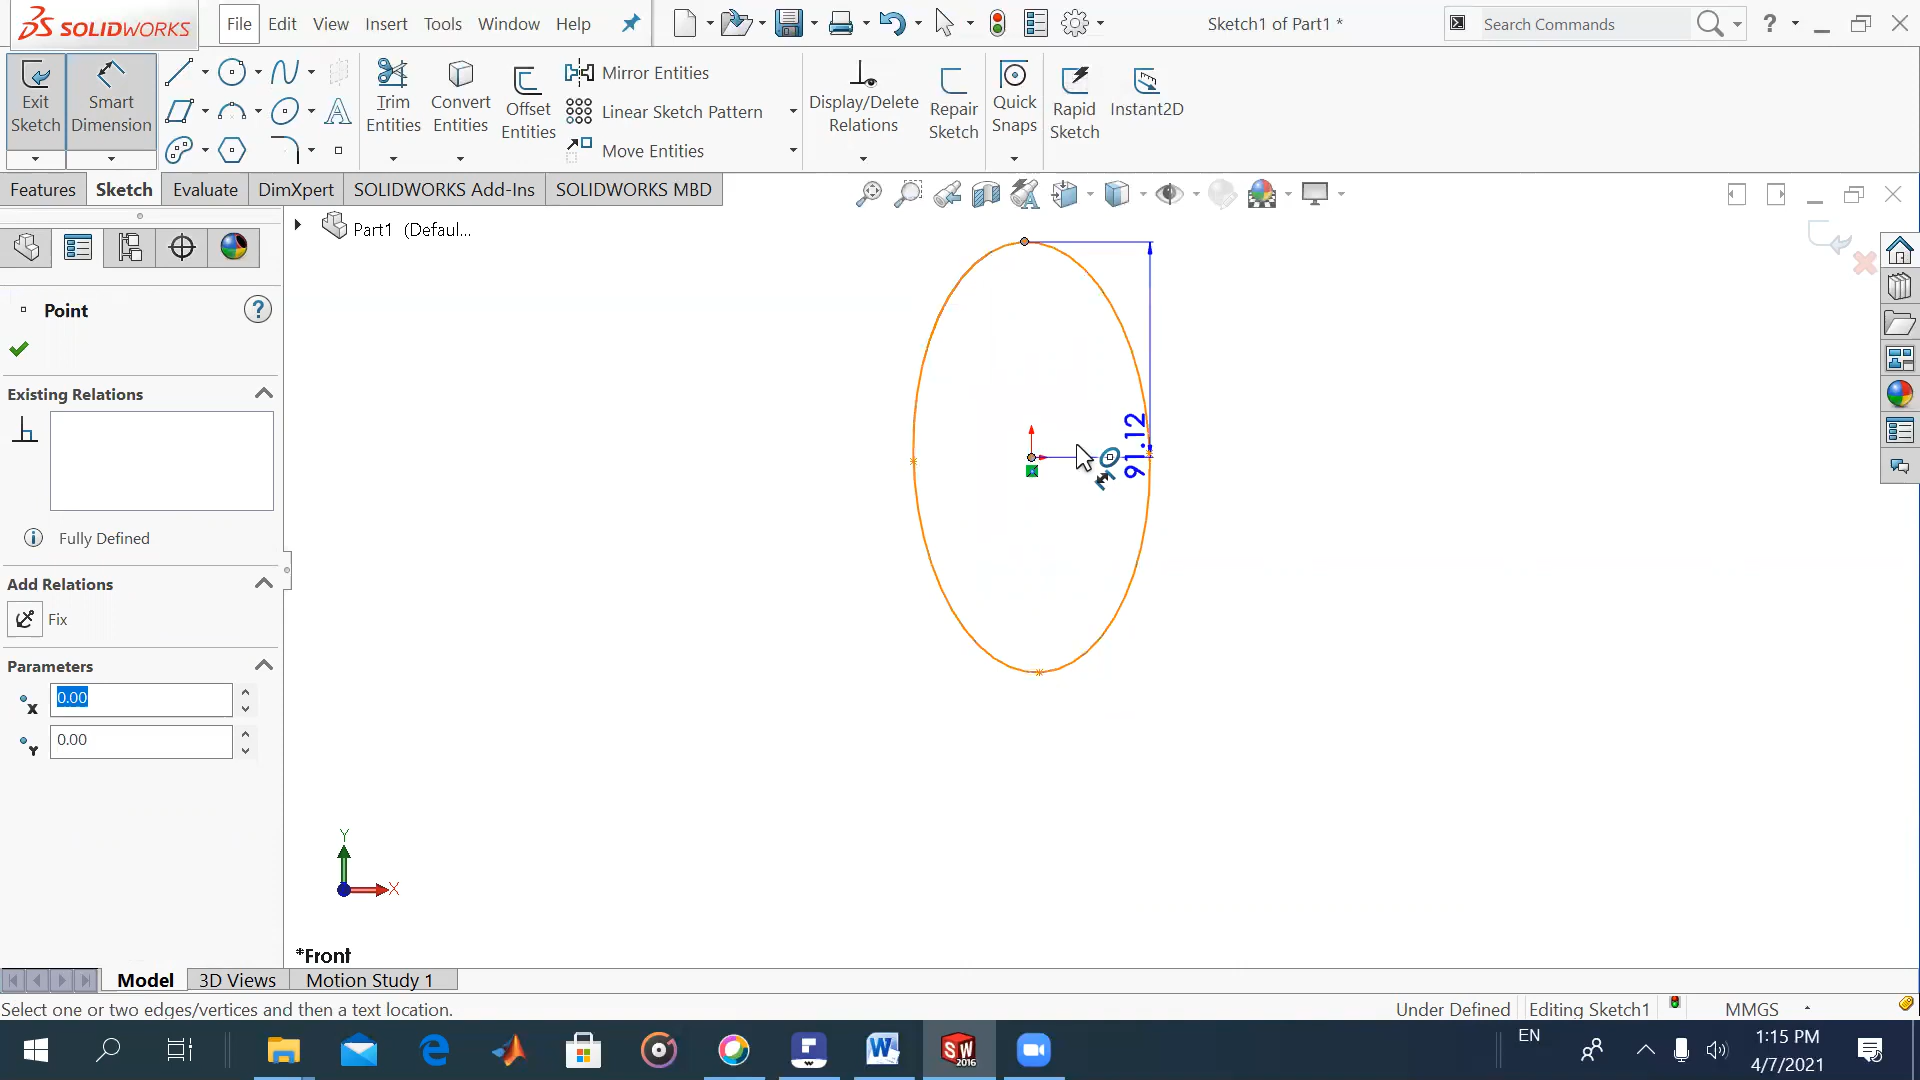 SOLIDWORKS File Edit View Insert Tools Window Help Sketch1 of Part1 * Search Commands ?
Exit Sketch
Smart Dimension
Trim Entities
Convert Entities
Offset Entities
Mirror Entities
Linear Sketch Pattern
Move Entities
Display/Delete Relations
Repair Sketch
Quick Snaps
Rapid Sketch
Instant2D
Features Sketch Evaluate DimXpert SOLIDWORKS Add-Ins SOLIDWORKS MBD
Part1 (Defaul...
Point ?
Existing Relations
Fully Defined
Add Relations
Fix
Parameters
X 0.00
Y 0.00
91.12
Y
X
*Front
Model 3D Views Motion Study 1
Select one or two edges/vertices and then a text location. Under Defined Editing Sketch1 MMGS
SW 2016
EN
1:15 PM
4/7/2021